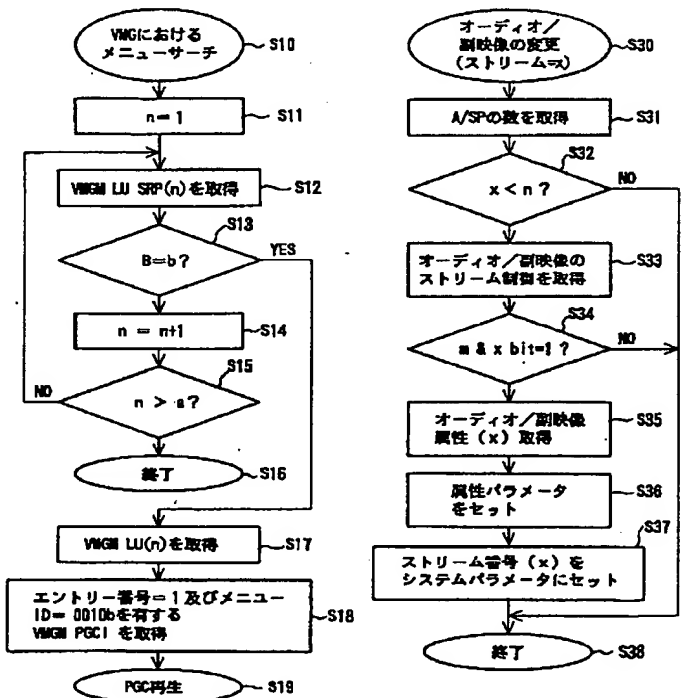 VMGにおける
メニューサーチ
S10
n=1
S11
VMGM LU SRP(n)を取得
S12
S13
B=b?
YES
n = n+1
S14
S15
NO
n > a?
終了
S16
VMGM LU(n)を取得
S17
エントリー番号=1及びメニュー
ID= 0010bを有する
VMGM PGCI を取得
S18
PGC再生
S19
オーディオ/
副映像の変更
(ストリーム=x)
S30
A/SPの数を取得
S31
S32
x < n ?
NO
オーディオ/副映像の
ストリーム制御を取得
S33
S34
m & x bit=1 ?
NO
オーディオ/副映像
属性(x)取得
S35
属性パラメータ
をセット
S36
S37
ストリーム番号(x)を
システムパラメータにセット
終了
S38